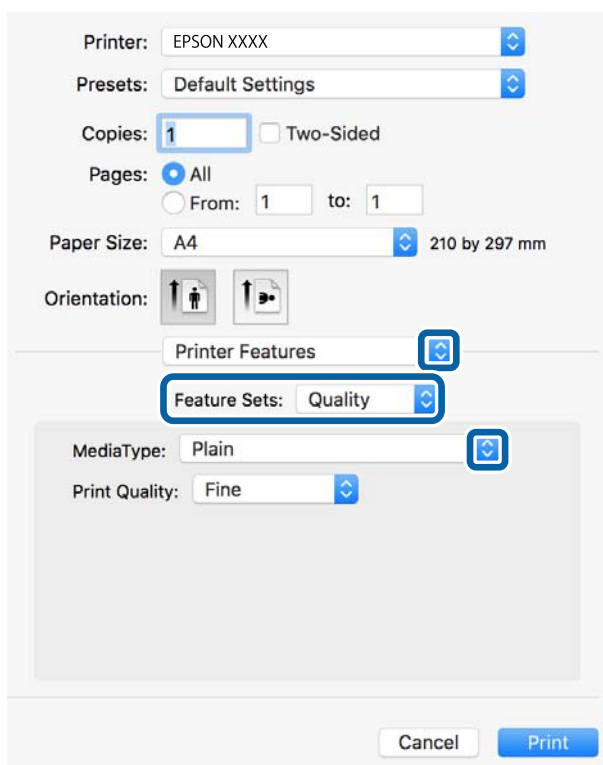 Printer: EPSON XXXX
Presets: Default Settings
Copies: 1 Two-Sided
Pages: All
From: 1 to: 1
Paper Size: A4 210 by 297 mm
Orientation:
Printer Features
Feature Sets: Quality
MediaType: Plain
Print Quality: Fine
Cancel Print